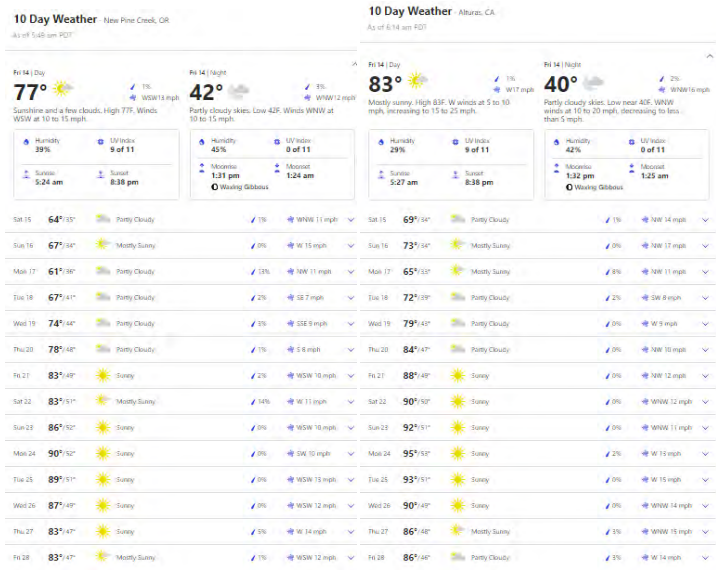 10 Day Weather - New Pine Creek, OR
As of 5:48 am PDT
Fri 14 | Day
77°
1%
WSW13 mph
Sunshine and a few clouds. High 77F. Winds
WSW at 10 to 15 mph.
Fri 14 | Night
42°
3%
WNW12 mph
Partly cloudy skies. Low 42F. Winds WNW at
10 to 15 mph.
Humidity
39%
UV Index
9 of 11
Sunrise
5:24 am
Sunset
8:38 pm
Humidity
45%
UV Index
0 of 11
Moonrise
1:31 pm
Moonset
1:24 am
Waxing Gibbous
Sat 15 64°/35° Partly Cloudy 1% WNW 11 mph
Sun 16 67°/34° Mostly Sunny 0% W 15 mph
Mon 17 61°/36° Partly Cloudy 13% NW 11 mph
Tue 18 67°/41° Partly Cloudy 2% SE 7 mph
Wed 19 74°/44° Partly Cloudy 3% SSE 9 mph
Thu 20 78°/48° Partly Cloudy 1% S 8 mph
Fri 21 83°/49° Sunny 2% WSW 10 mph
Sat 22 83°/51° Mostly Sunny 14% W 11 mph
Sun 23 86°/52° Sunny 0% WSW 10 mph
Mon 24 90°/52° Sunny 0% SW 10 mph
Tue 25 89°/51° Sunny 0% WSW 13 mph
Wed 26 87°/49° Sunny 0% WSW 12 mph
Thu 27 83°/47° Sunny 5% W 14 mph
Fri 28 83°/47° Mostly Sunny 1% WSW 12 mph
10 Day Weather - Alturas, CA
As of 6:14 am PDT
Fri 14 | Day
83°
1%
W17 mph
Mostly sunny. High 83F. W winds at 5 to 10
mph, increasing to 15 to 25 mph.
Fri 14 | Night
40°
2%
WNW16 mph
Partly cloudy skies. Low near 40F. WNW
winds at 10 to 20 mph, decreasing to less
than 5 mph.
Humidity
29%
UV Index
9 of 11
Sunrise
5:27 am
Sunset
8:38 pm
Humidity
42%
UV Index
0 of 11
Moonrise
1:32 pm
Moonset
1:25 am
Waxing Gibbous
Sat 15 69°/34° Partly Cloudy 1% NW 14 mph
Sun 16 73°/34° Mostly Sunny 0% NW 17 mph
Mon 17 65°/33° Mostly Sunny 8% NW 11 mph
Tue 18 72°/39° Partly Cloudy 2% SW 8 mph
Wed 19 79°/43° Partly Cloudy 0% W 9 mph
Thu 20 84°/47° Partly Cloudy 0% NW 10 mph
Fri 21 88°/49° Sunny 0% NW 12 mph
Sat 22 90°/50° Sunny 0% WNW 12 mph
Sun 23 92°/51° Sunny 0% WNW 11 mph
Mon 24 95°/53° Sunny 2% W 13 mph
Tue 25 93°/51° Sunny 0% W 15 mph
Wed 26 90°/49° Sunny 0% WNW 14 mph
Thu 27 86°/48° Mostly Sunny 3% WNW 15 mph
Fri 28 86°/46° Partly Cloudy 3% W 14 mph